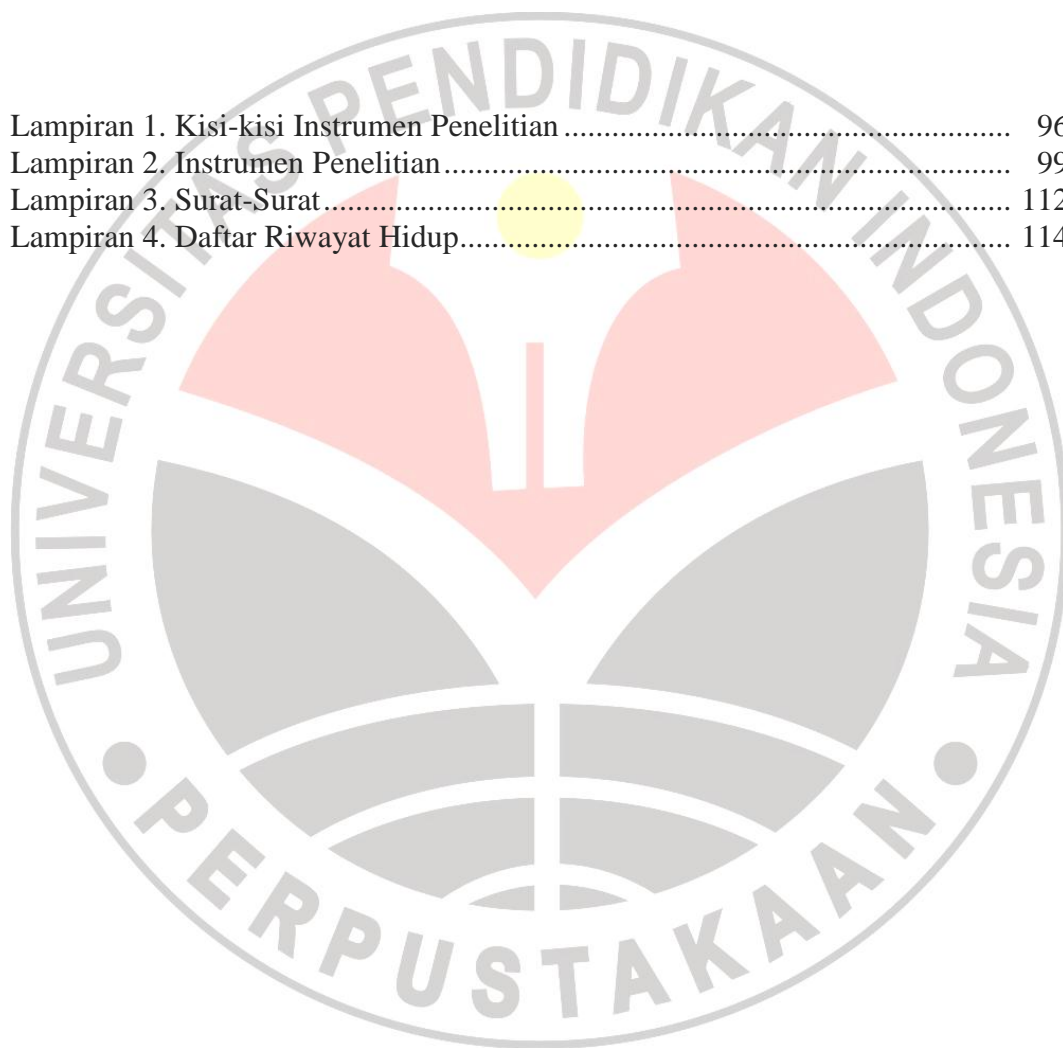 Lampiran 1. Kisi-kisi Instrumen Penelitian ...................................................... 96
Lampiran 2. Instrumen Penelitian ...................................................................... 99
Lampiran 3. Surat-Surat ..................................................................................... 112
Lampiran 4. Daftar Riwayat Hidup .................................................................... 114
UNIVERSITAS PENDIDIKAN INDONESIA
• PERPUSTAKAAN •